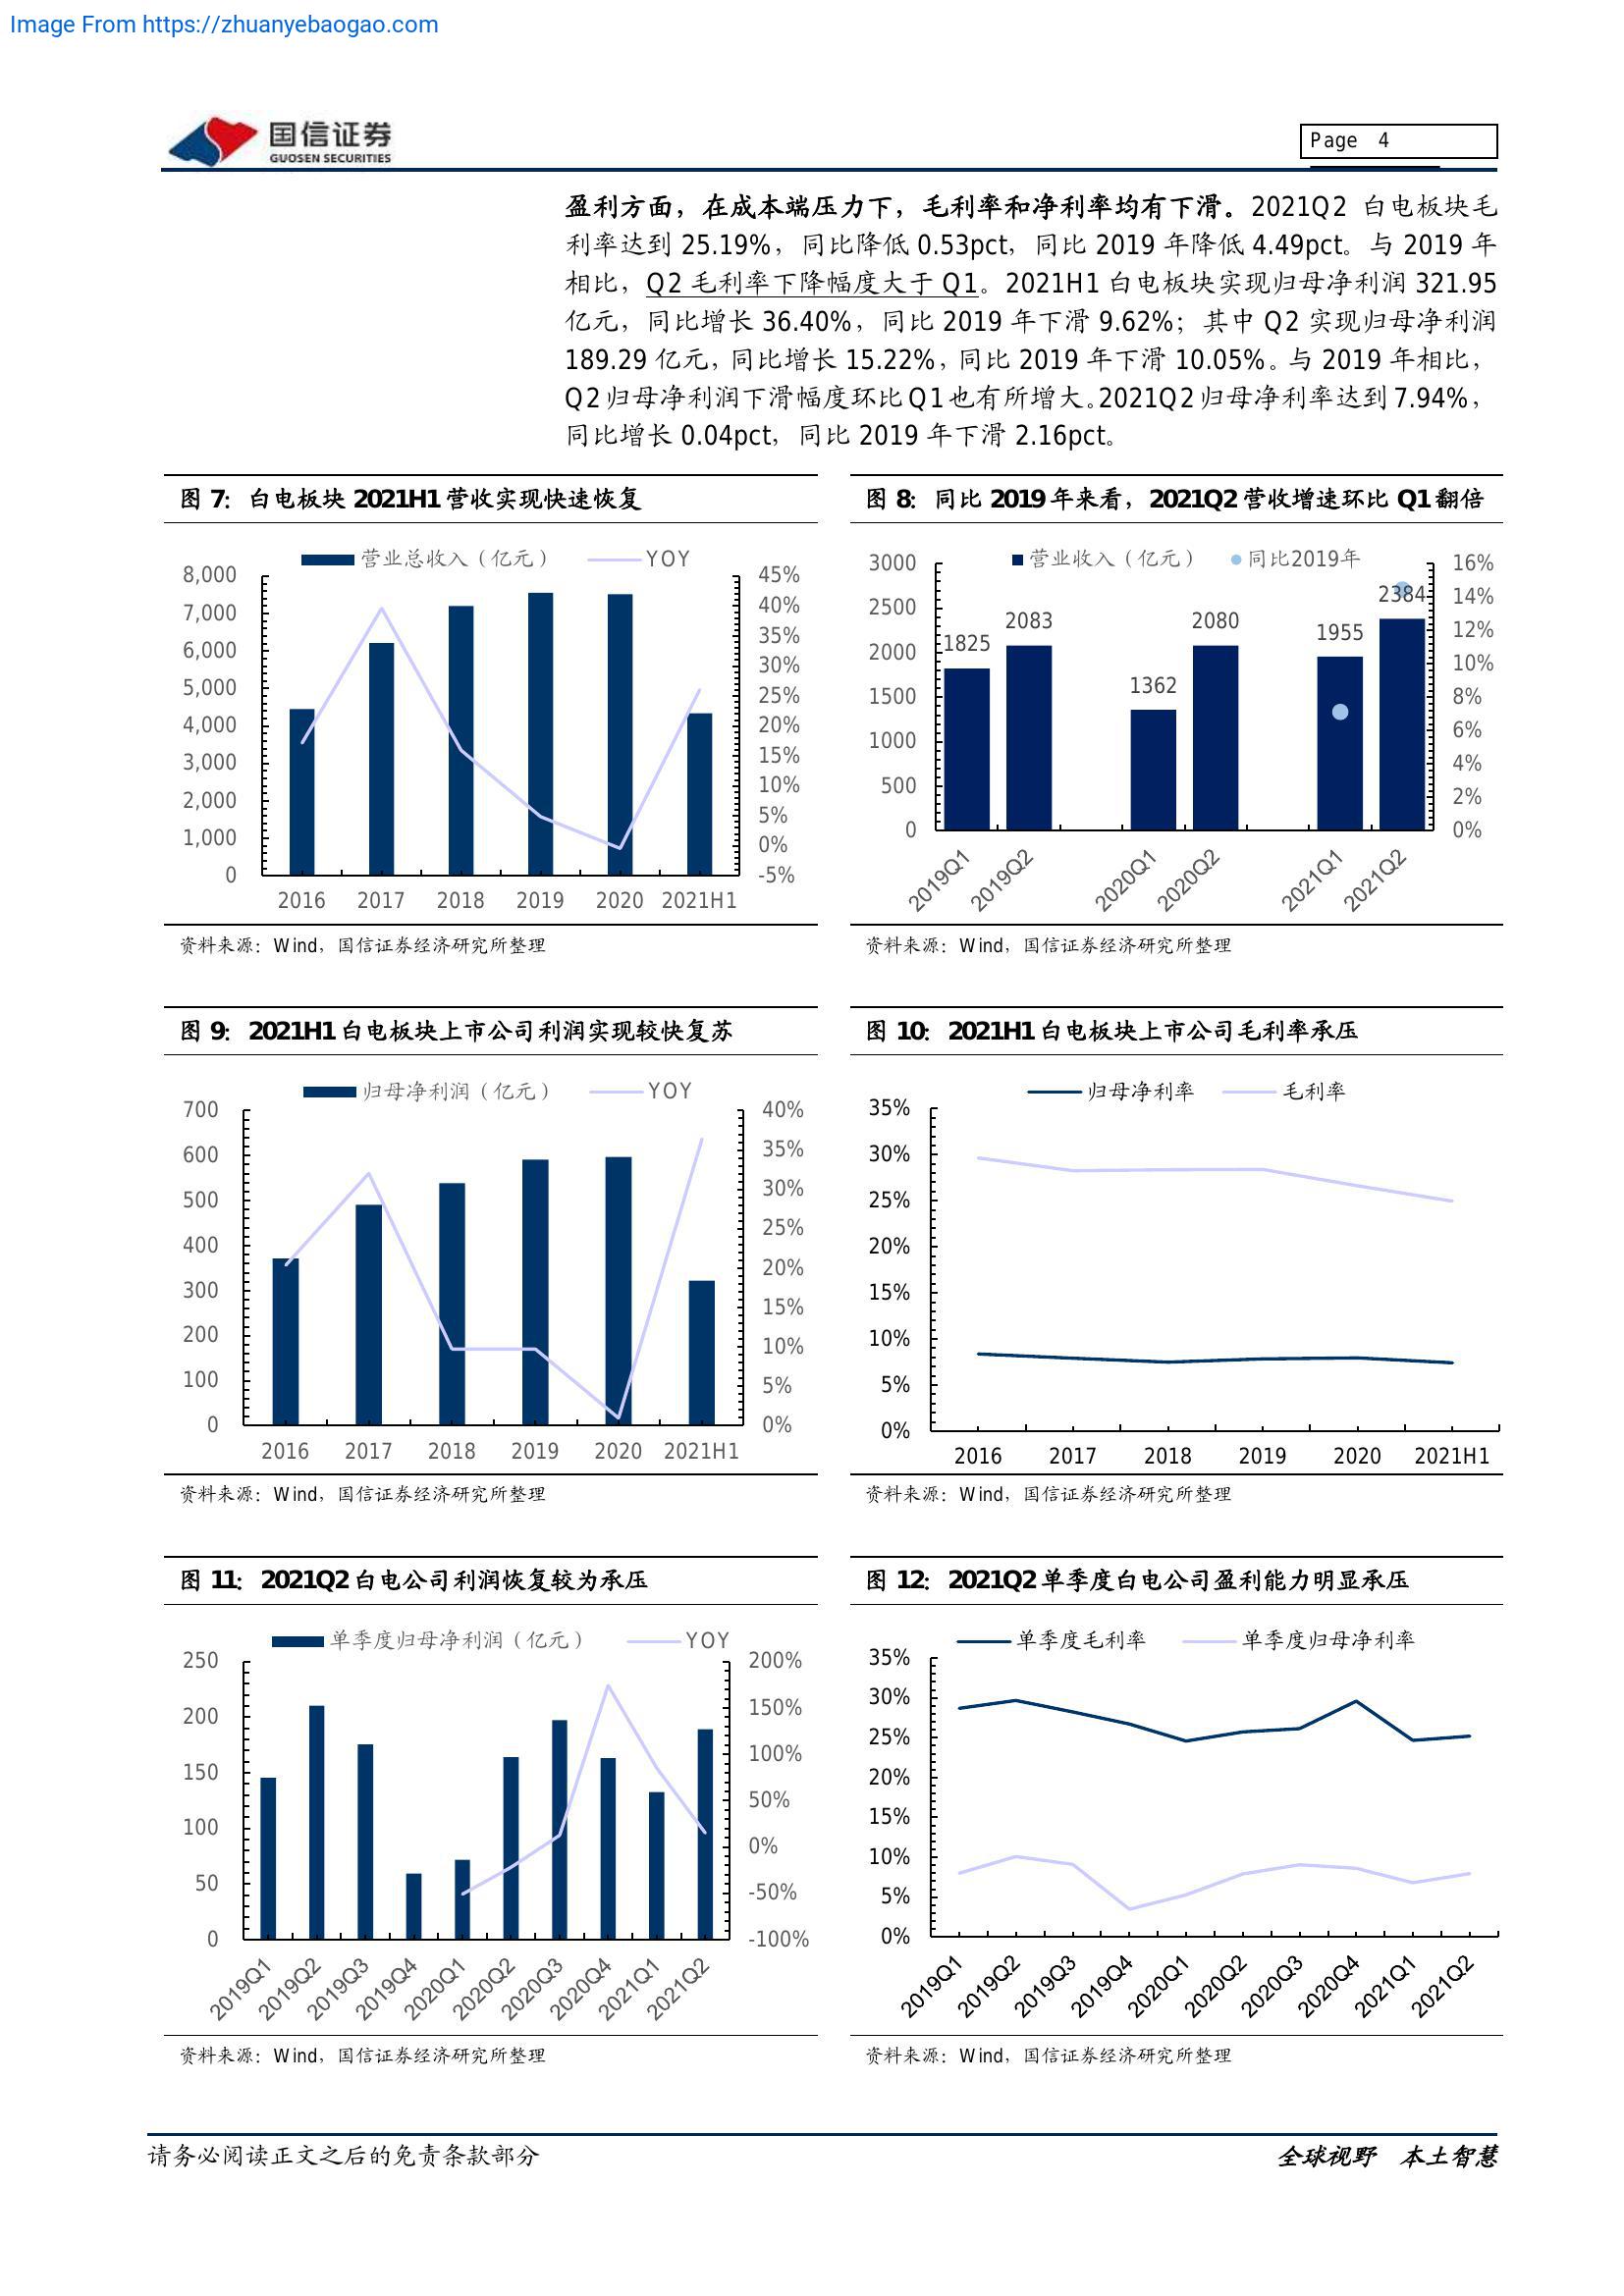 Image From https://zhuanyebaogao.com
国信证券
GUOSEN SECURITIES
Page 4
盈利方面，在成本端压力下，毛利率和净利率均有下滑。2021Q2 白电板块毛
利率达到 25.19%，同比降低 0.53pct，同比 2019 年降低 4.49pct。与 2019 年
相比，Q2 毛利率下降幅度大于 Q1。2021H1 白电板块实现归母净利润 321.95
亿元，同比增长 36.40%，同比 2019 年下滑 9.62%；其中 Q2 实现归母净利润
189.29 亿元，同比增长 15.22%，同比 2019 年下滑 10.05%。与 2019 年相比，
Q2 归母净利润下滑幅度环比 Q1 也有所增大。2021Q2 归母净利率达到 7.94%，
同比增长 0.04pct，同比 2019 年下滑 2.16pct。
图 7：白电板块 2021H1 营收实现快速恢复
营业总收入（亿元） YOY
8,000
7,000
6,000
5,000
4,000
3,000
2,000
1,000
0
45%
40%
35%
30%
25%
20%
15%
10%
5%
0%
-5%
2016 2017 2018 2019 2020 2021H1
资料来源：Wind，国信证券经济研究所整理
图 8：同比 2019 年来看，2021Q2 营收增速环比 Q1 翻倍
营业收入（亿元） 同比2019年
3000
2500
2000
1500
1000
500
0
1825
2083
1362
2080
1955
2384
16%
14%
12%
10%
8%
6%
4%
2%
0%
2019Q1 2019Q2 2020Q1 2020Q2 2021Q1 2021Q2
资料来源：Wind，国信证券经济研究所整理
图 9：2021H1 白电板块上市公司利润实现较快复苏
归母净利润（亿元） YOY
700
600
500
400
300
200
100
0
40%
35%
30%
25%
20%
15%
10%
5%
0%
2016 2017 2018 2019 2020 2021H1
资料来源：Wind，国信证券经济研究所整理
图 10：2021H1 白电板块上市公司毛利率承压
归母净利率 毛利率
35%
30%
25%
20%
15%
10%
5%
0%
2016 2017 2018 2019 2020 2021H1
资料来源：Wind，国信证券经济研究所整理
图 11：2021Q2 白电公司利润恢复较为承压
单季度归母净利润（亿元） YOY
250
200
150
100
50
0
200%
150%
100%
50%
0%
-50%
-100%
2019Q1 2019Q2 2019Q3 2019Q4 2020Q1 2020Q2 2020Q3 2020Q4 2021Q1 2021Q2
资料来源：Wind，国信证券经济研究所整理
图 12：2021Q2 单季度白电公司盈利能力明显承压
单季度毛利率 单季度归母净利率
35%
30%
25%
20%
15%
10%
5%
0%
2019Q1 2019Q2 2019Q3 2019Q4 2020Q1 2020Q2 2020Q3 2020Q4 2021Q1 2021Q2
资料来源：Wind，国信证券经济研究所整理
请务必阅读正文之后的免责条款部分
全球视野 本土智慧